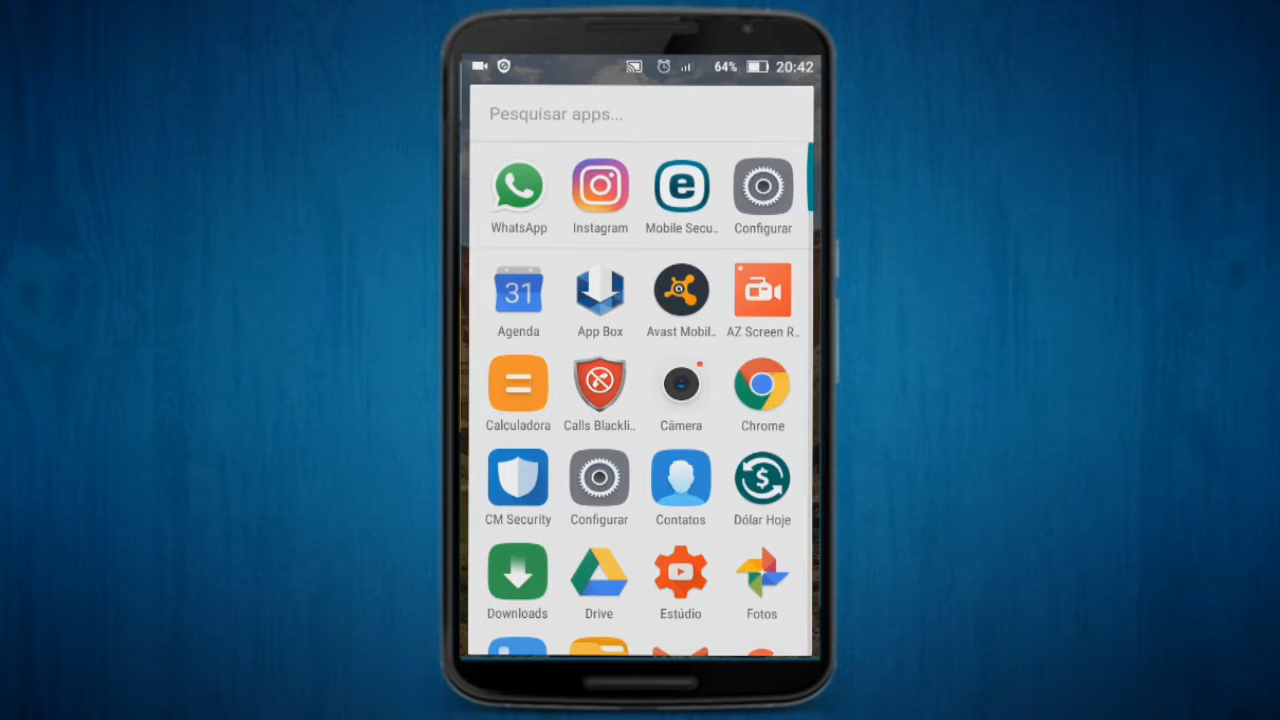 64% 20:42
Pesquisar apps...
WhatsApp Instagram Mobile Secu.. Configurar
31
Agenda App Box Avast Mobil.. AZ Screen R..
Calculadora Calls Blackli.. Câmera Chrome
CM Security Configurar Contatos Dólar Hoje
Downloads Drive Estúdio Fotos